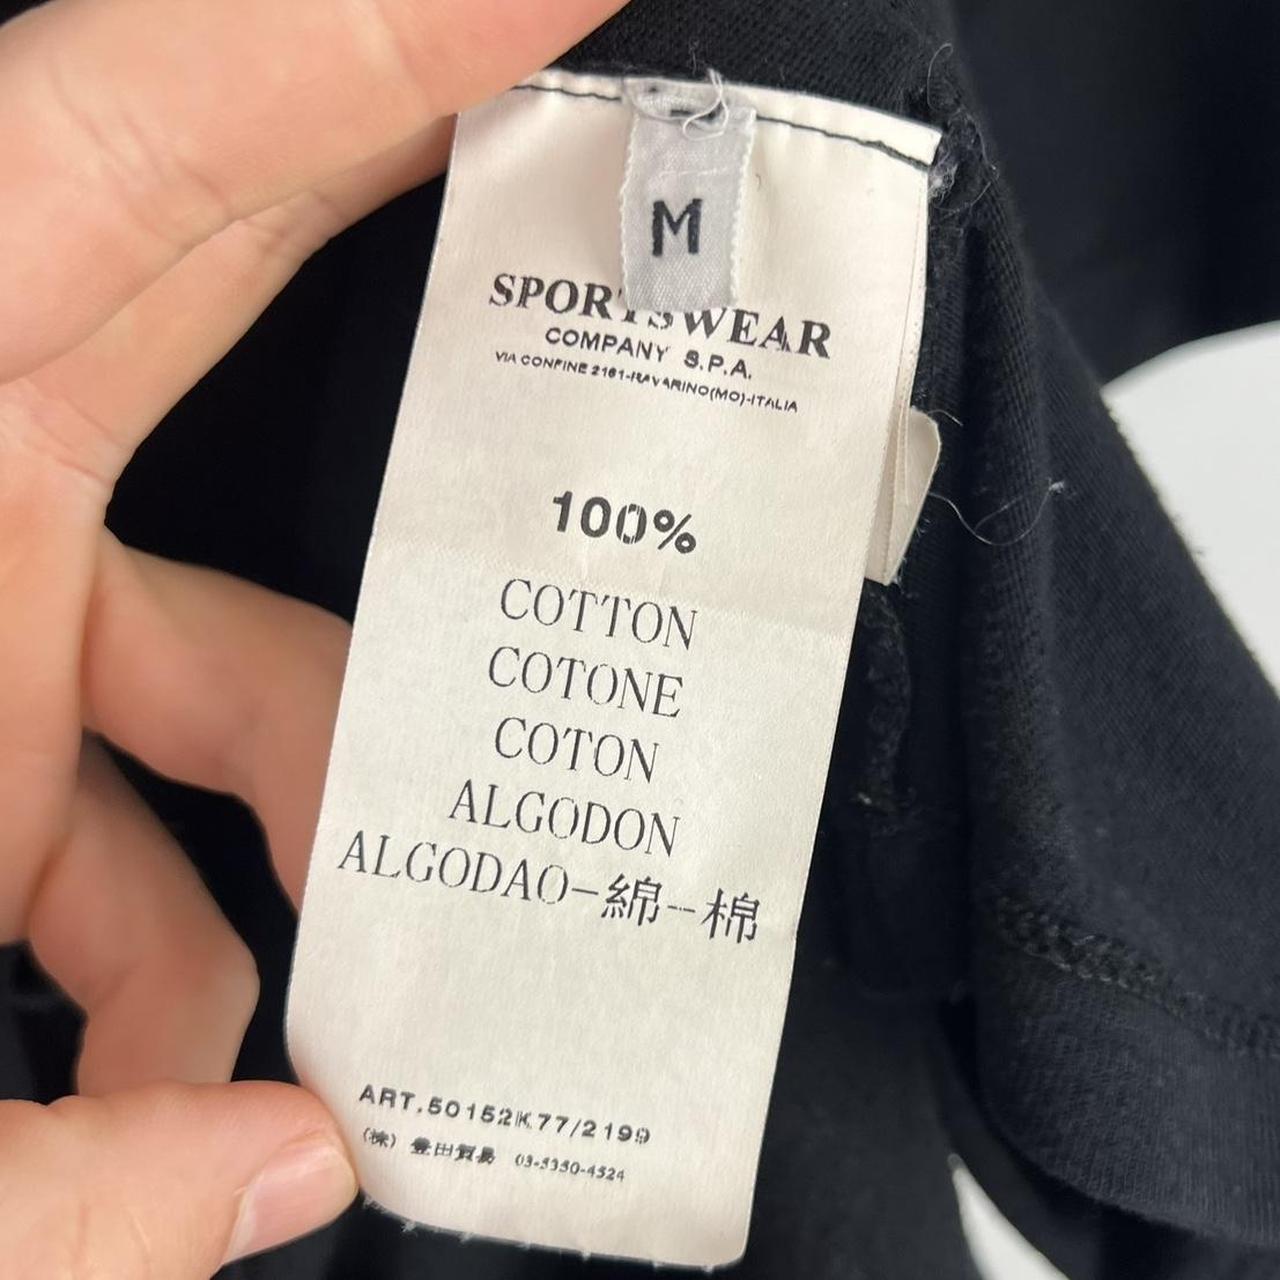 M
SPORTSWEAR
COMPANY S.P.A.
VIA CONFINE 2161-RAVARINO(MO)-ITALIA
100%
COTTON
COTONE
COTON
ALGODON
ALGODAO-綿--棉
ART.50152K77/2199
(株) 豊田貿易 03-5350-4524